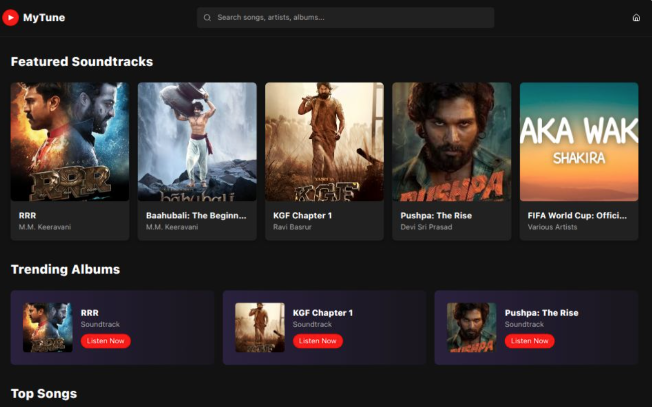 MyTune
Search songs, artists, albums...
Featured Soundtracks
RRR
bahubali
KGF
PUSHPA
AKA WAK
SHAKIRA
RRR
M.M. Keeravani
Baahubali: The Beginn...
M.M. Keeravani
KGF Chapter 1
Ravi Basrur
Pushpa: The Rise
Devi Sri Prasad
FIFA World Cup: Offici...
Various Artists
Trending Albums
RRR
Soundtrack
Listen Now
KGF Chapter 1
Soundtrack
Listen Now
PUSHPA
Pushpa: The Rise
Soundtrack
Listen Now
Top Songs